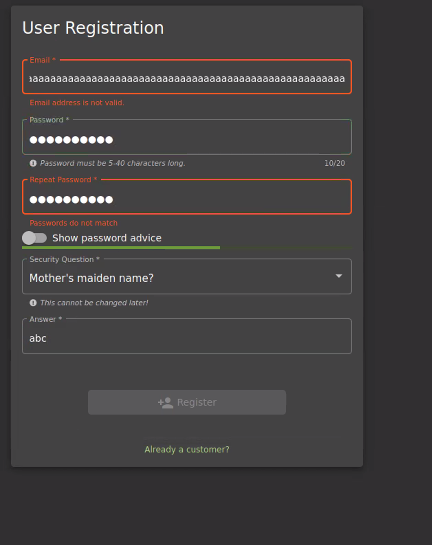 User Registration
Email *
aaaaaaaaaaaaaaaaaaaaaaaaaaaaaaaaaaaaaaaaaaaaaaaaaaaaa
Email address is not valid.
Password *
●●●●●●●●●●
Password must be 5-40 characters long.
10/20
Repeat Password *
●●●●●●●●●●
Passwords do not match
Show password advice
Security Question *
Mother's maiden name?
This cannot be changed later!
Answer *
abc
Register
Already a customer?